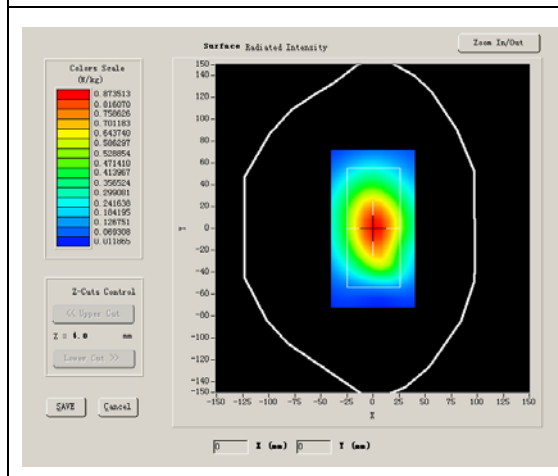 Surface Radiated Intensity
Zoom In/Out
Colors Scale
(W/kg)
0.873513
0.816070
0.758626
0.701183
0.643740
0.586297
0.528854
0.471410
0.413967
0.356524
0.299081
0.241638
0.184195
0.126751
0.069308
0.011865
Z-Cuts Control
<< Upper Cut
Z = 4.0 mm
Lower Cut >>
SAVE
Cancel
150
140
120
100
80
60
40
20
0
-20
-40
-60
-80
-100
-120
-140
-150
Y
-150 -125 -100 -75 -50 -25 0 25 50 75 100 125 150
X
0 X (mm) 0 Y (mm)